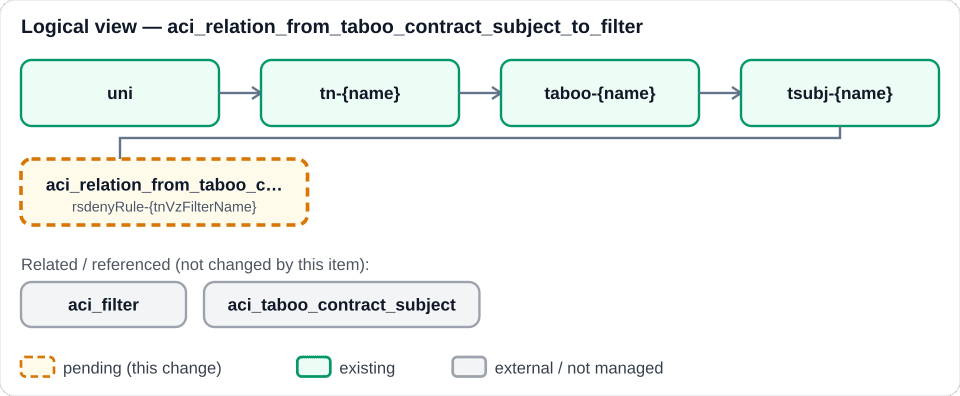 Logical view — aci_relation_from_taboo_contract_subject_to_filter
uni
tn-{name}
taboo-{name}
tsubj-{name}
aci_relation_from_taboo_c...
rsdenyRule-{tnVzFilterName}
Related / referenced (not changed by this item):
aci_filter
aci_taboo_contract_subject
pending (this change)
existing
external / not managed